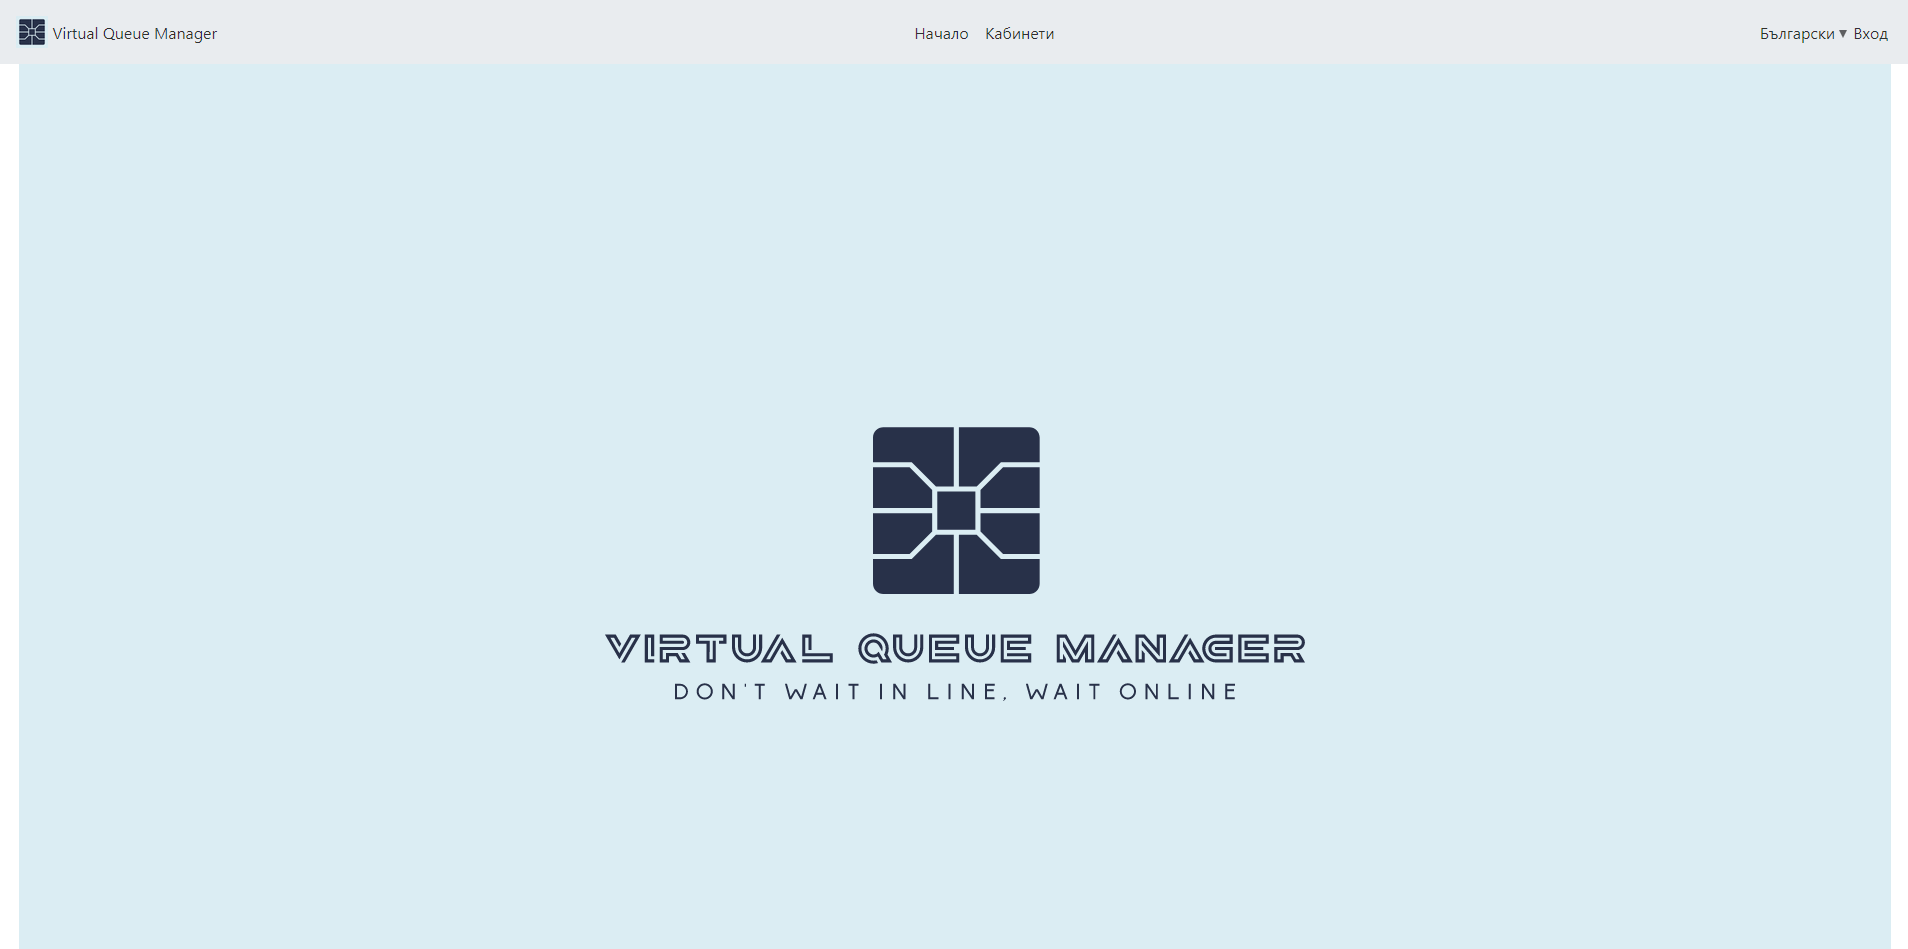 Virtual Queue Manager
Начало Кабинети
Български ▼ Вход
VIRTUAL QUEUE MANAGER
DON'T WAIT IN LINE, WAIT ONLINE